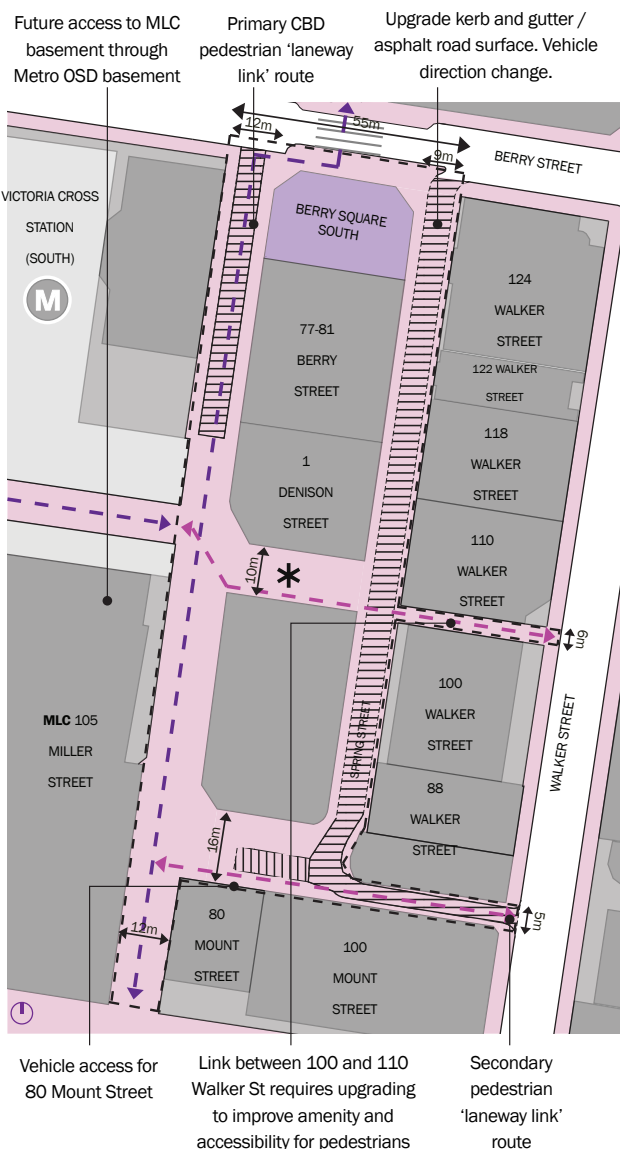 Future access to MLC
basement through
Metro OSD basement
Primary CBD
pedestrian ‘laneway
link’ route
Upgrade kerb and gutter /
asphalt road surface. Vehicle
direction change.
12m
55m
9m
BERRY STREET
VICTORIA CROSS
STATION
(SOUTH)
M
BERRY SQUARE
SOUTH
124
WALKER
STREET
77-81
BERRY
STREET
122 WALKER
STREET
118
WALKER
STREET
1
DENISON
STREET
110
WALKER
STREET
10m
6m
100
WALKER
STREET
SPRING STREET
WALKER STREET
MLC 105
MILLER
STREET
88
WALKER
STREET
16m
80
MOUNT
STREET
100
MOUNT
STREET
12m
5m
Vehicle access for
80 Mount Street
Link between 100 and 110
Walker St requires upgrading
to improve amenity and
accessibility for pedestrians
Secondary
pedestrian
‘laneway link’
route